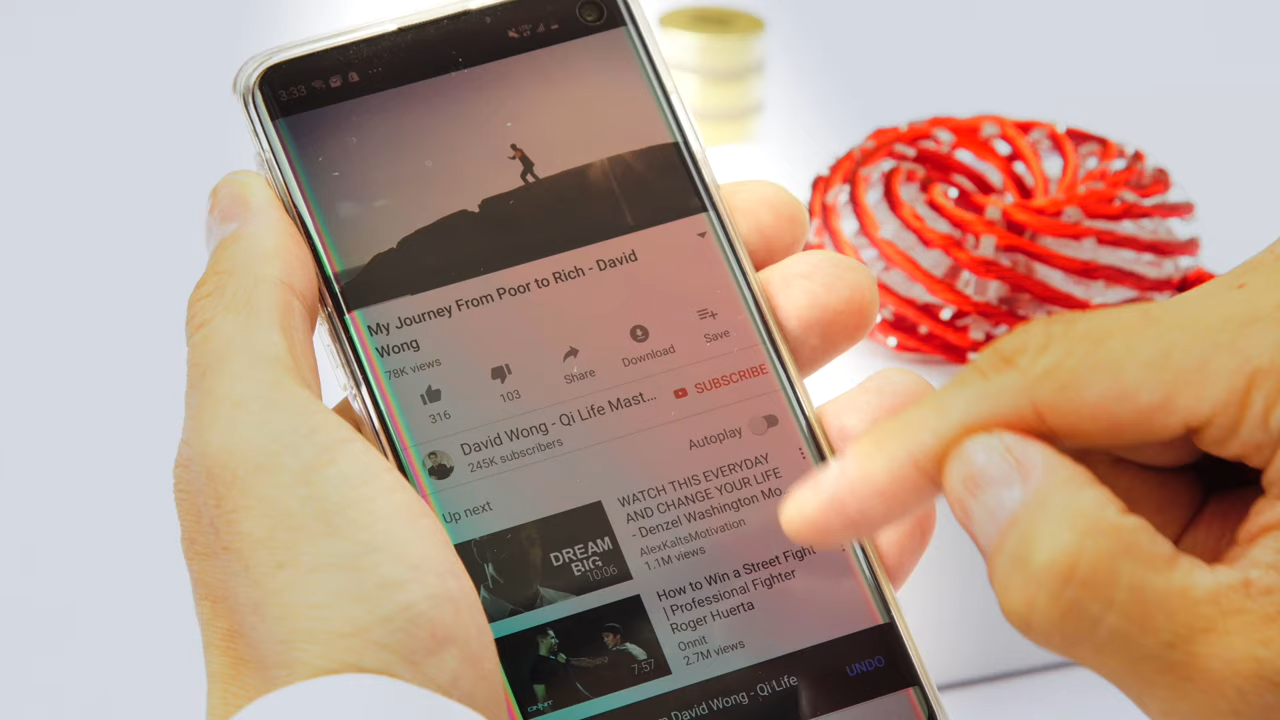 3:33
My Journey From Poor to Rich - David
Wong
78K views
316
103
Share
Download
Save
David Wong - Qi Life Mast...
245K subscribers
SUBSCRIBE
Autoplay
Up next
DREAM
BIG
10:06
WATCH THIS EVERYDAY
AND CHANGE YOUR LIFE
- Denzel Washington Mo...
AlexKaltsMotivation
1.1M views
ONNIT
7:57
How to Win a Street Fight
| Professional Fighter
Roger Huerta
Onnit
2.7M views
David Wong - Qi Life
UNDO